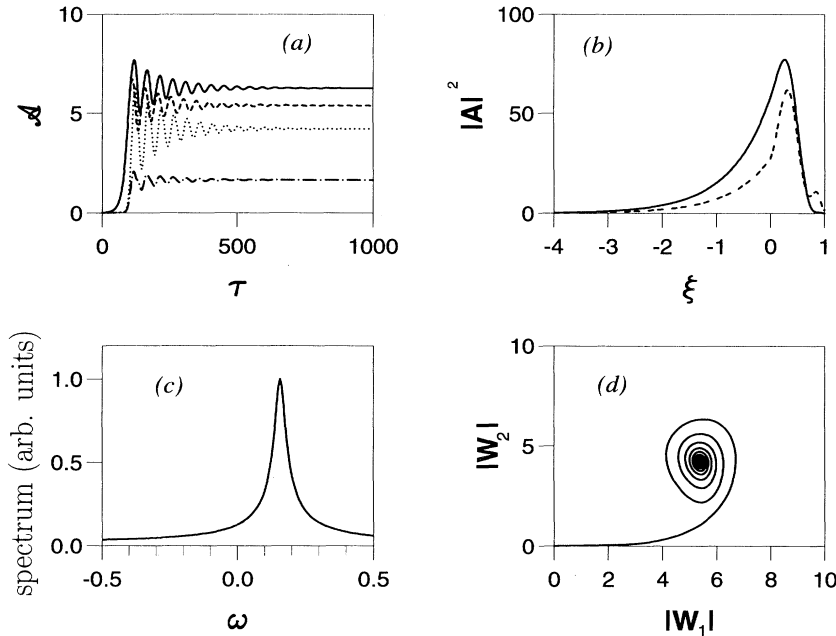 10
5
0
𝒜
(a)
0
500
1000
τ
100
50
0
|A|²
(b)
-4
-3
-2
-1
0
1
ξ
1.0
0.5
0.0
spectrum (arb. units)
(c)
-0.5
0.0
0.5
ω
10
5
0
|W₂|
(d)
0
2
4
6
8
10
|W₁|